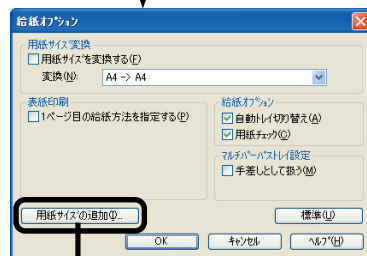 給紙オプション
用紙サイズ変換
用紙サイズを変換する(F)
変換(N): A4 -> A4
表紙印刷
1ページ目の給紙方法を指定する(P)
給紙オプション
自動トレイ切り替え(A)
用紙チェック(C)
マルチパーパストレイ設定
手差しとして扱う(M)
用紙サイズの追加(I)...
標準(U)
OK
キャンセル
ヘルプ(H)